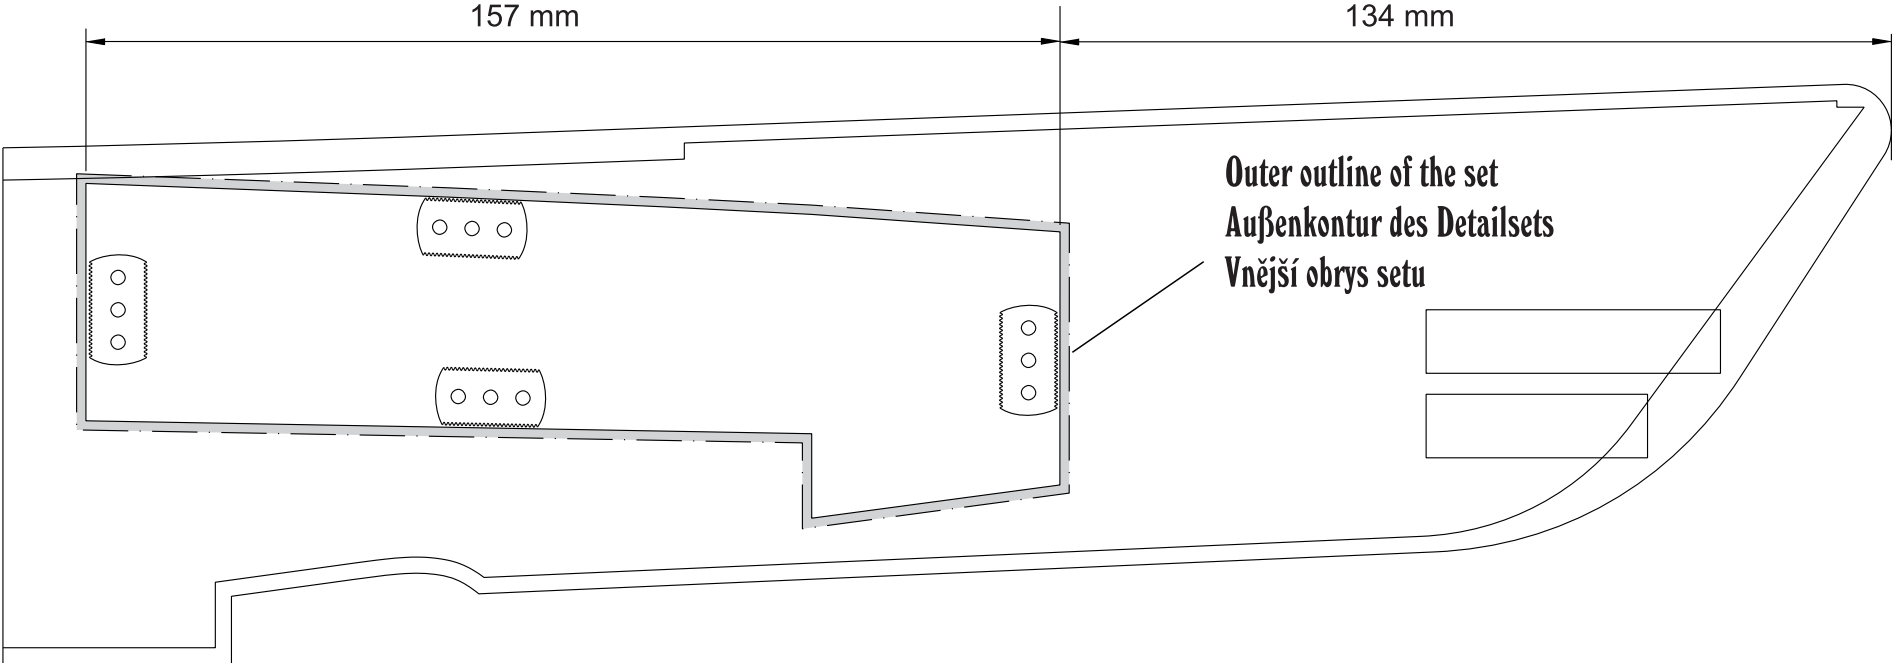 157 mm
134 mm
Outer outline of the set
Außenkontur des Detailsets
Vnější obrys setu